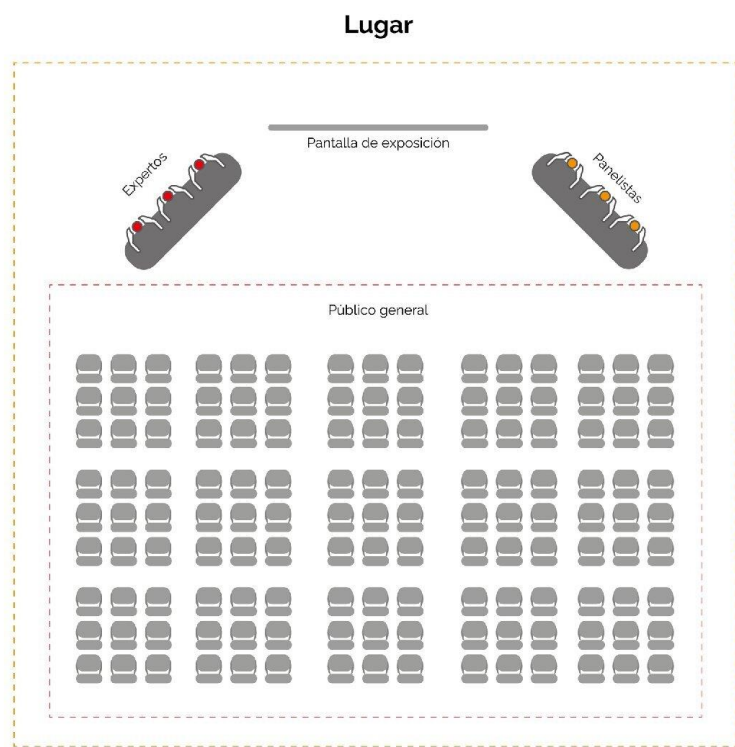 Lugar
Pantalla de exposición
Expertos
Panelistas
Público general